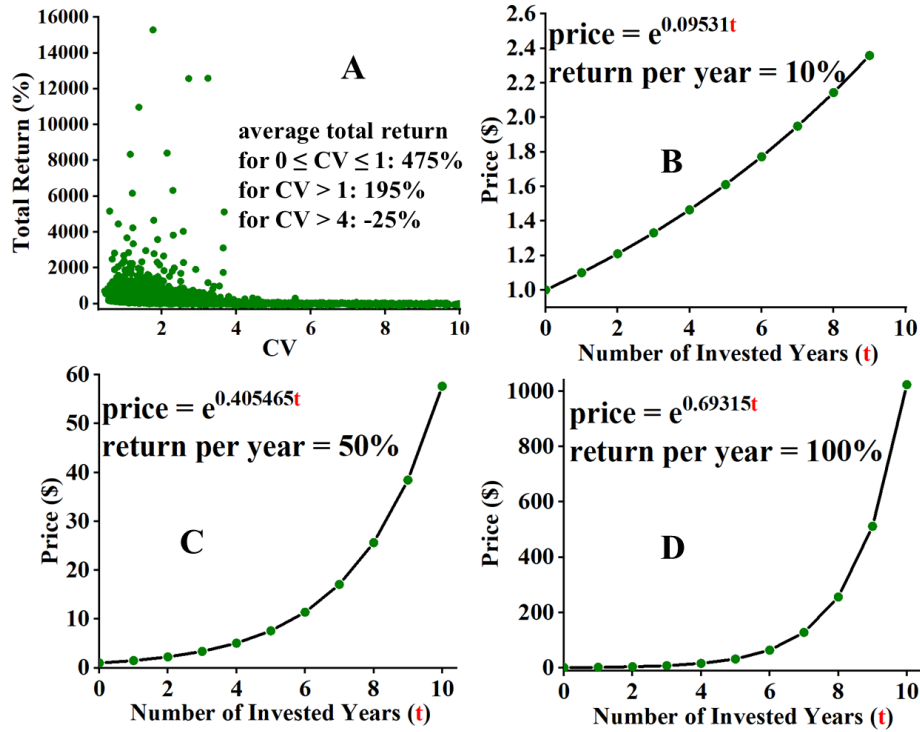 A
average total return
for 0 ≤ CV ≤ 1: 475%
for CV > 1: 195%
for CV > 4: -25%
Total Return (%)
16000
14000
12000
10000
8000
6000
4000
2000
0
2 4 6 8 10
CV
price = e^0.09531t
return per year = 10%
B
Price ($)
2.6
2.4
2.2
2.0
1.8
1.6
1.4
1.2
1.0
0 2 4 6 8 10
Number of Invested Years (t)
price = e^0.405465t
return per year = 50%
C
Price ($)
60
50
40
30
20
10
0
0 2 4 6 8 10
Number of Invested Years (t)
price = e^0.69315t
return per year = 100%
D
Price ($)
1000
800
600
400
200
0
0 2 4 6 8 10
Number of Invested Years (t)